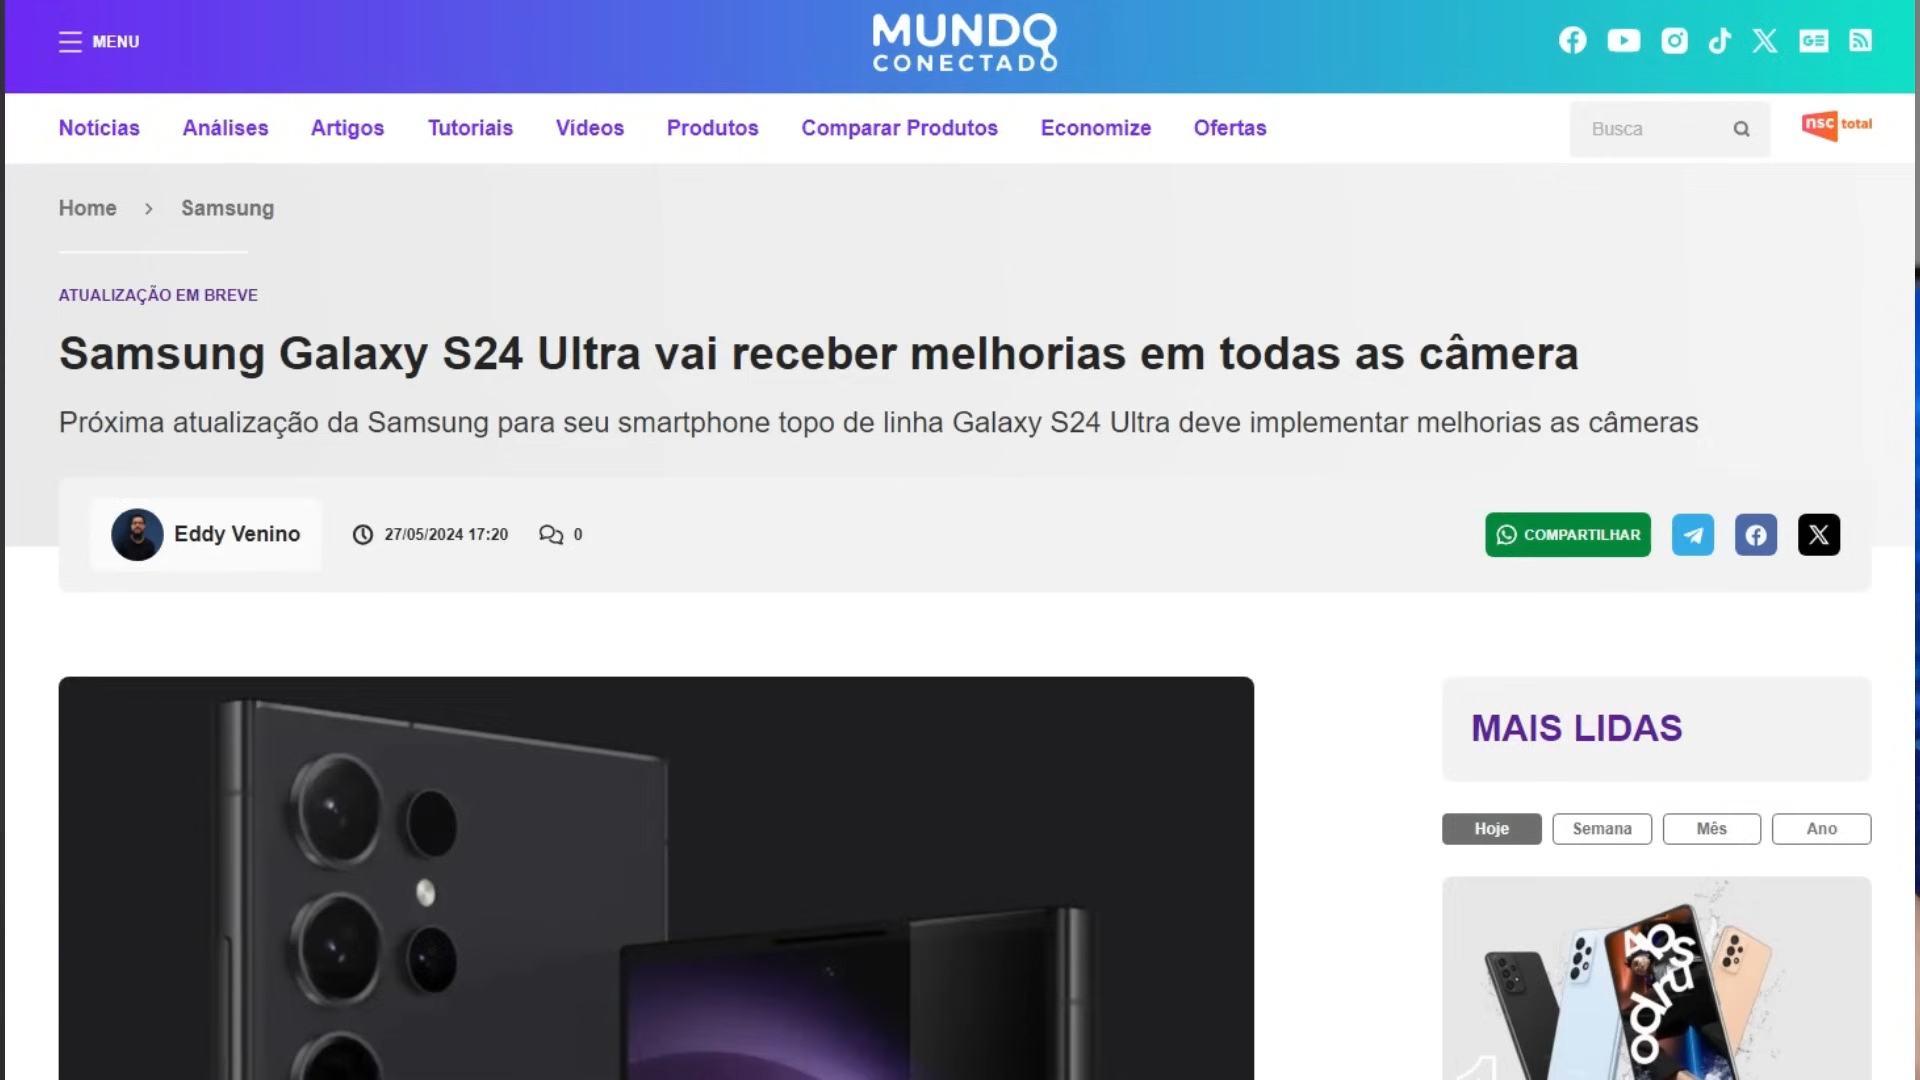 MENU
MUNDO
CONECTADO
Notícias Análises Artigos Tutoriais Vídeos Produtos Comparar Produtos Economize Ofertas
Busca
nsc total
Home > Samsung
ATUALIZAÇÃO EM BREVE
Samsung Galaxy S24 Ultra vai receber melhorias em todas as câmera
Próxima atualização da Samsung para seu smartphone topo de linha Galaxy S24 Ultra deve implementar melhorias as câmeras
Eddy Venino 27/05/2024 17:20 0
COMPARTILHAR
MAIS LIDAS
Hoje Semana Mês Ano
1